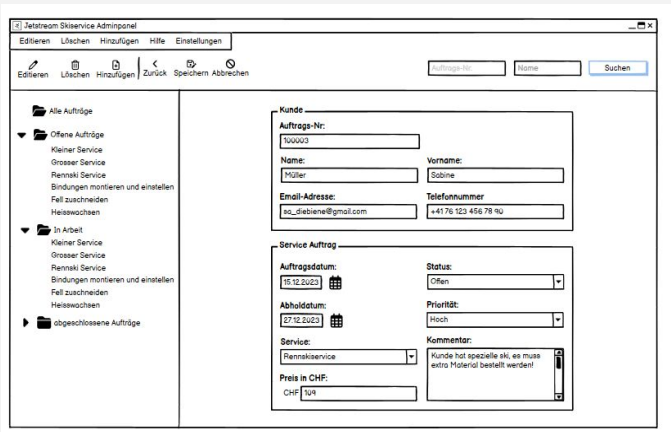 Jetstream Skiservice Adminpanel
Editieren Löschen Hinzufügen Hilfe Einstellungen
Editieren Löschen Hinzufügen Zurück Speichern Abbrechen
Auftrags-Nr. Name Suchen
Alle Aufträge
Offene Aufträge
Kleiner Service
Grosser Service
Rennski Service
Bindungen montieren und einstellen
Fell zuschneiden
Heisswachsen
In Arbeit
Kleiner Service
Grosser Service
Rennski Service
Bindungen montieren und einstellen
Fell zuschneiden
Heisswachsen
abgeschlossene Aufträge
Kunde
Auftrags-Nr:
100003
Name: Vorname:
Müller Sabine
Email-Adresse: Telefonnummer
sa_diebiene@gmail.com +41 76 123 456 78 90
Service Auftrag
Auftragsdatum: Status:
15.12.2023 Offen
Abholdatum: Priorität:
27.12.2023 Hoch
Service: Kommentar:
Rennskiservice
Kunde hat spezielle ski, es muss
extra Material bestellt werden!
Preis in CHF:
CHF 109